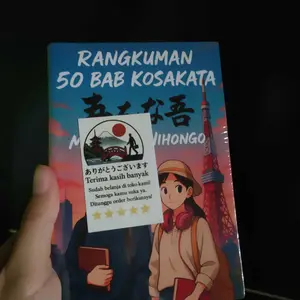 RANGKUMAN
50 BAB KOSAKATA
NIHONGO
ありがとうございます
Terima kasih banyak
Sudah belanja di toko kami!
Semoga kamu suka ya.
Ditunggu order berikutnya!